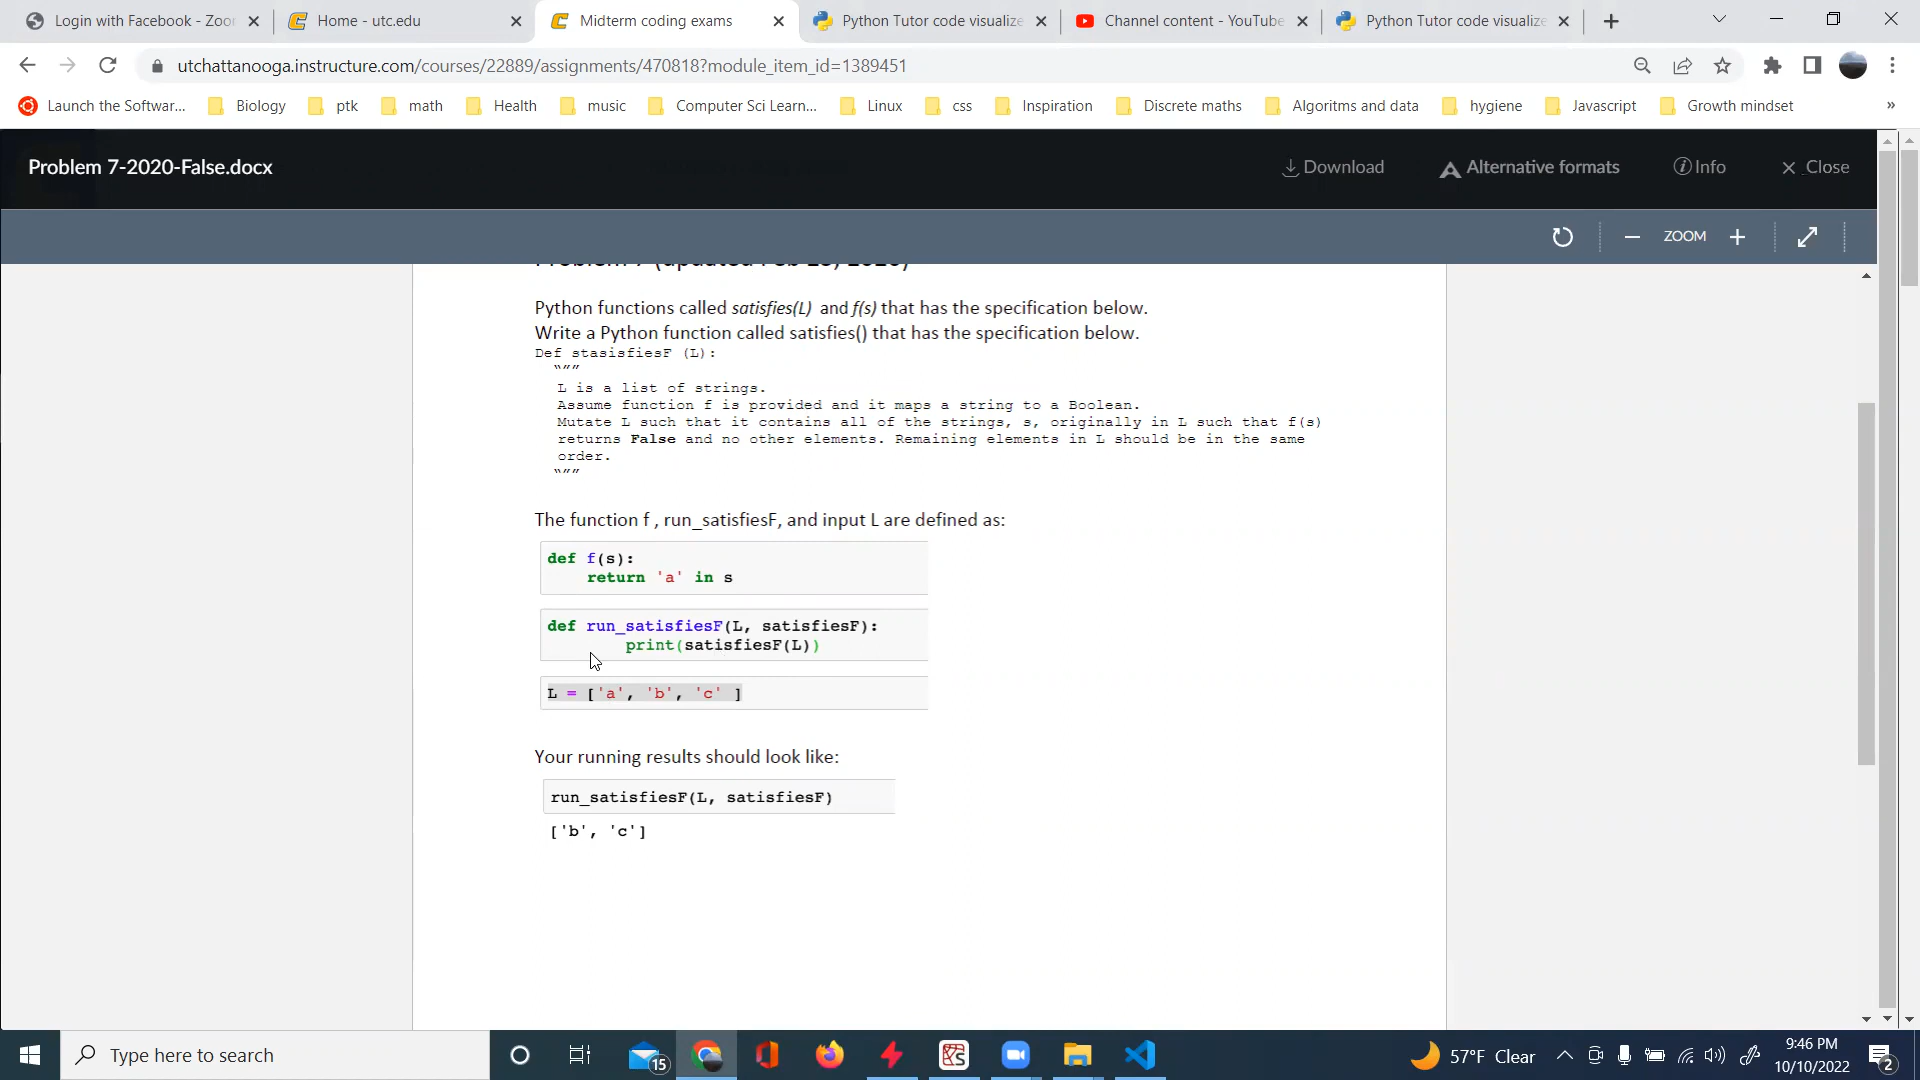 Login with Facebook - Zoo
Home - utc.edu
Midterm coding exams
Python Tutor code visualize
Channel content - YouTube
Python Tutor code visualize
utchattanooga.instructure.com/courses/22889/assignments/470818?module_item_id=1389451
Launch the Softwar...
Biology
ptk
math
Health
music
Computer Sci Learn...
Linux
css
Inspiration
Discrete maths
Algoritms and data
hygiene
Javascript
Growth mindset
»
Problem 7-2020-False.docx
Download
Alternative formats
Info
Close
ZOOM
Python functions called satisfies(L) and f(s) that has the specification below.
Write a Python function called satisfies() that has the specification below.
Def stasisfiesF (L):
"""
L is a list of strings.
Assume function f is provided and it maps a string to a Boolean.
Mutate L such that it contains all of the strings, s, originally in L such that f(s)
returns False and no other elements. Remaining elements in L should be in the same
order.
"""
The function f , run_satisfiesF, and input L are defined as:
def f(s):
return 'a' in s
def run_satisfiesF(L, satisfiesF):
print(satisfiesF(L))
L = ['a', 'b', 'c' ]
Your running results should look like:
run_satisfiesF(L, satisfiesF)
['b', 'c']
Type here to search
15
57°F Clear
9:46 PM
10/10/2022
2